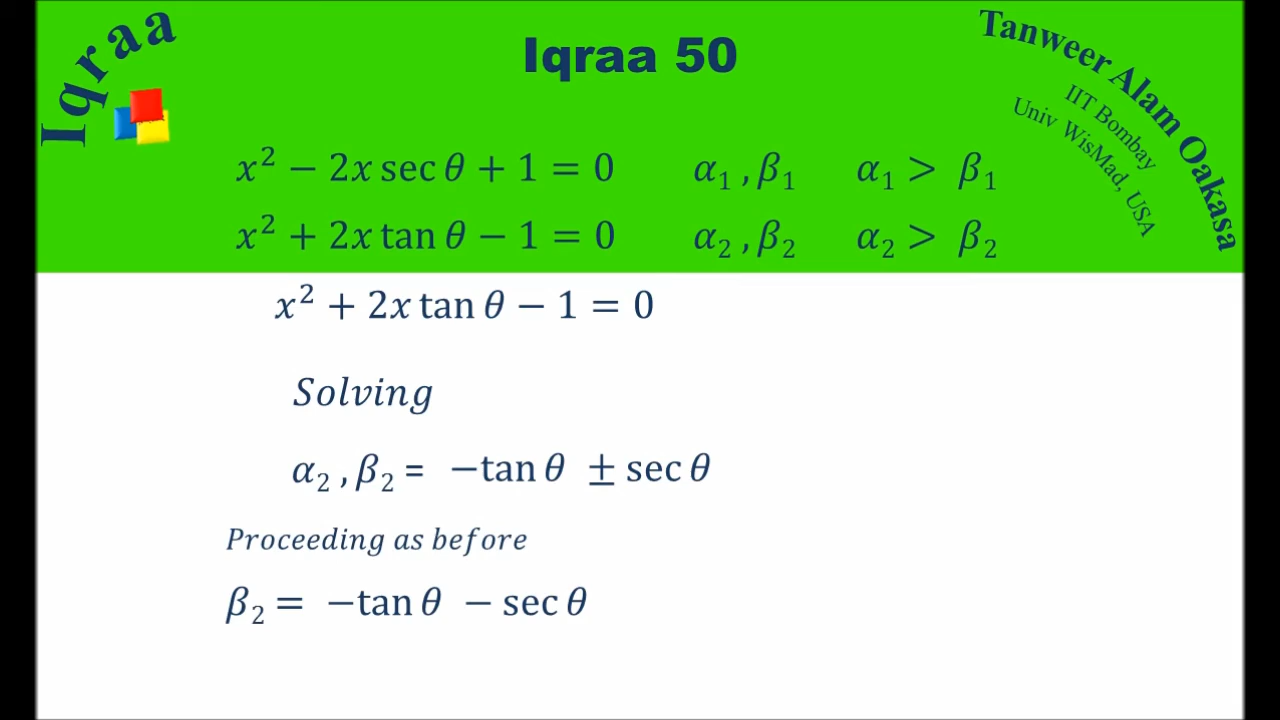 Iqraa
Iqraa 50
Tanweer Alam Oakasa
IIT Bombay
Univ WisMad, USA
x² − 2x sec θ + 1 = 0 α₁ , β₁ α₁ > β₁
x² + 2x tan θ − 1 = 0 α₂ , β₂ α₂ > β₂
x² + 2x tan θ − 1 = 0
Solving
α₂ , β₂ = −tan θ ± sec θ
Proceeding as before
β₂ = −tan θ − sec θ